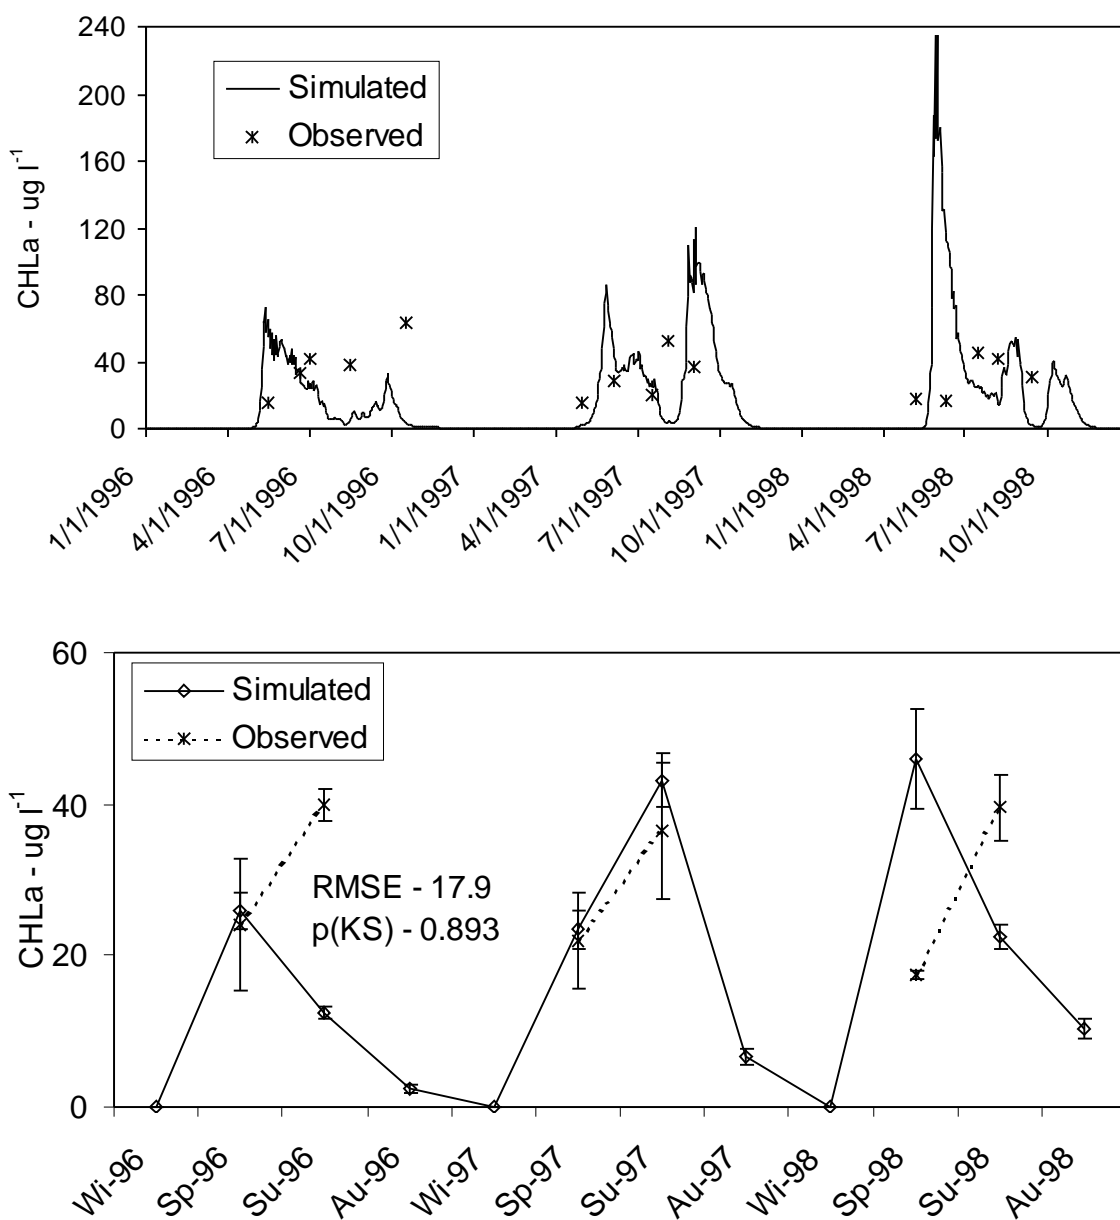 240
200
160
120
80
40
0
CHLa - ug l⁻¹
Simulated
Observed
1/1/1996
4/1/1996
7/1/1996
10/1/1996
1/1/1997
4/1/1997
7/1/1997
10/1/1997
1/1/1998
4/1/1998
7/1/1998
10/1/1998
60
40
20
0
CHLa - ug l⁻¹
Simulated
Observed
RMSE - 17.9
p(KS) - 0.893
Wi-96
Sp-96
Su-96
Au-96
Wi-97
Sp-97
Su-97
Au-97
Wi-98
Sp-98
Su-98
Au-98